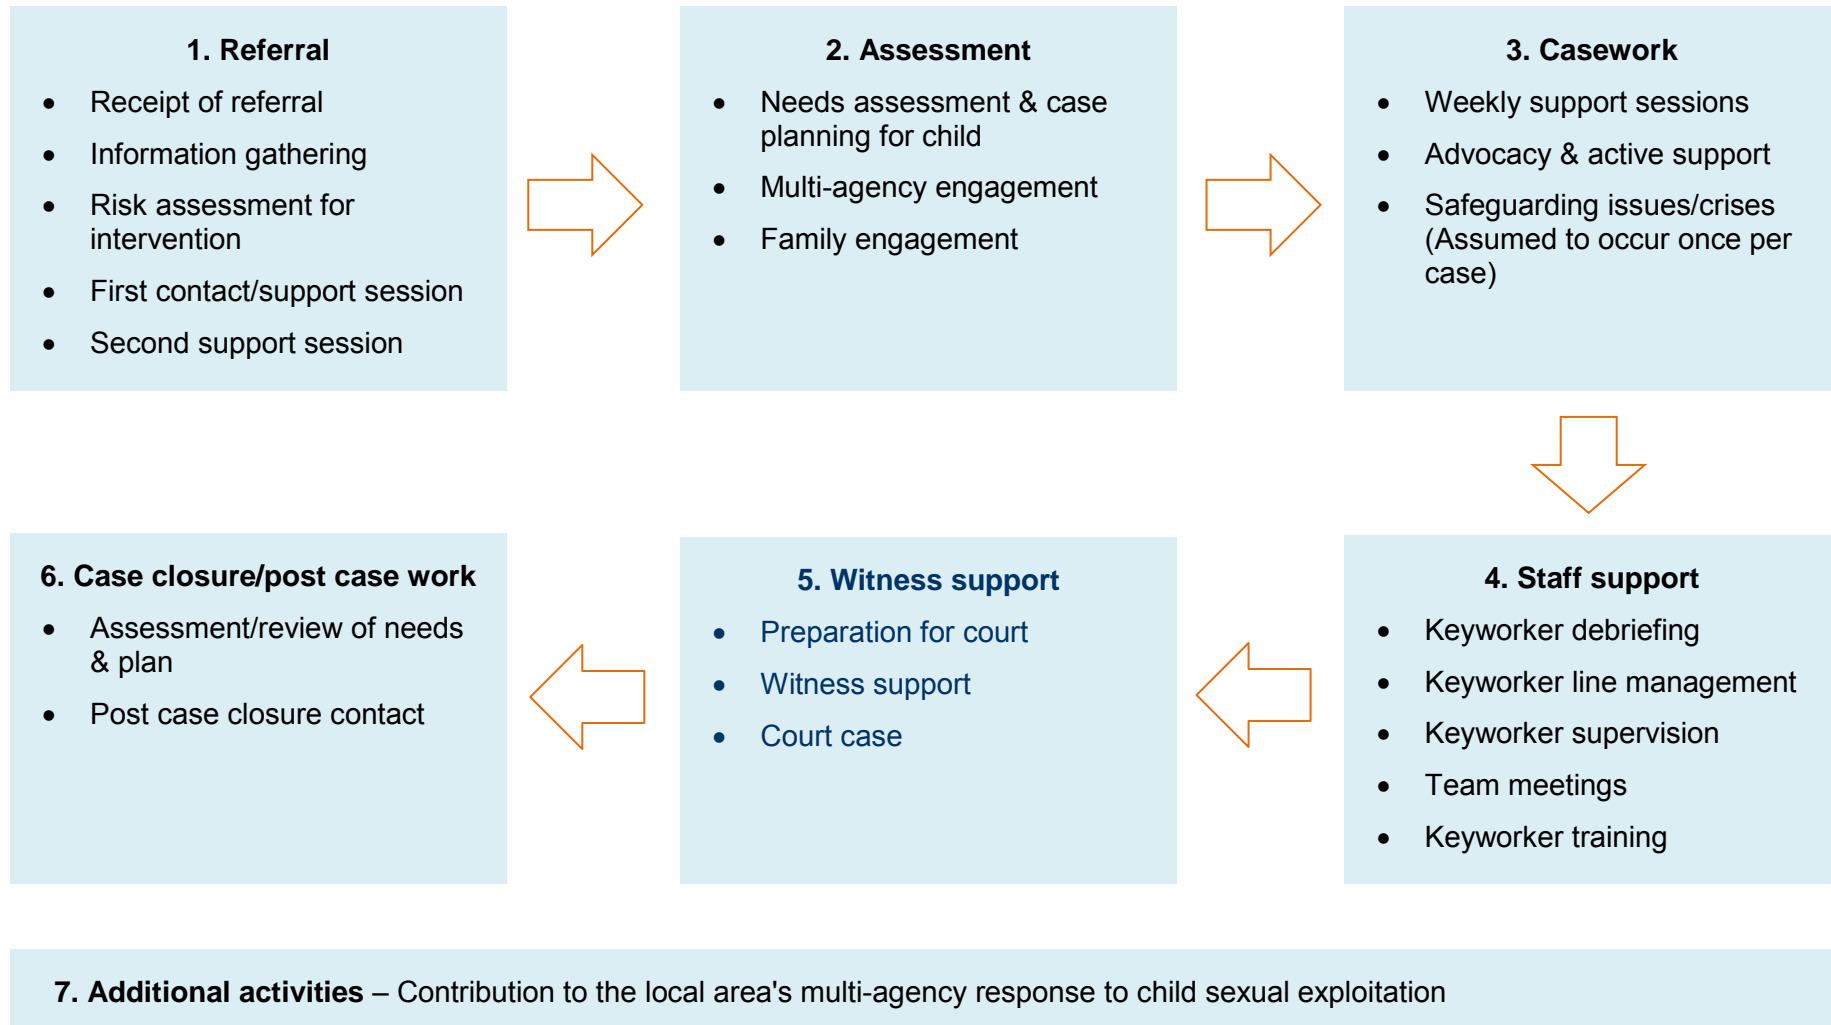 1. Referral
• Receipt of referral
• Information gathering
• Risk assessment for
intervention
• First contact/support session
• Second support session
2. Assessment
• Needs assessment & case
planning for child
• Multi-agency engagement
• Family engagement
3. Casework
• Weekly support sessions
• Advocacy & active support
• Safeguarding issues/crises
(Assumed to occur once per
case)
4. Staff support
• Keyworker debriefing
• Keyworker line management
• Keyworker supervision
• Team meetings
• Keyworker training
5. Witness support
• Preparation for court
• Witness support
• Court case
6. Case closure/post case work
• Assessment/review of needs
& plan
• Post case closure contact
7. Additional activities – Contribution to the local area's multi-agency response to child sexual exploitation